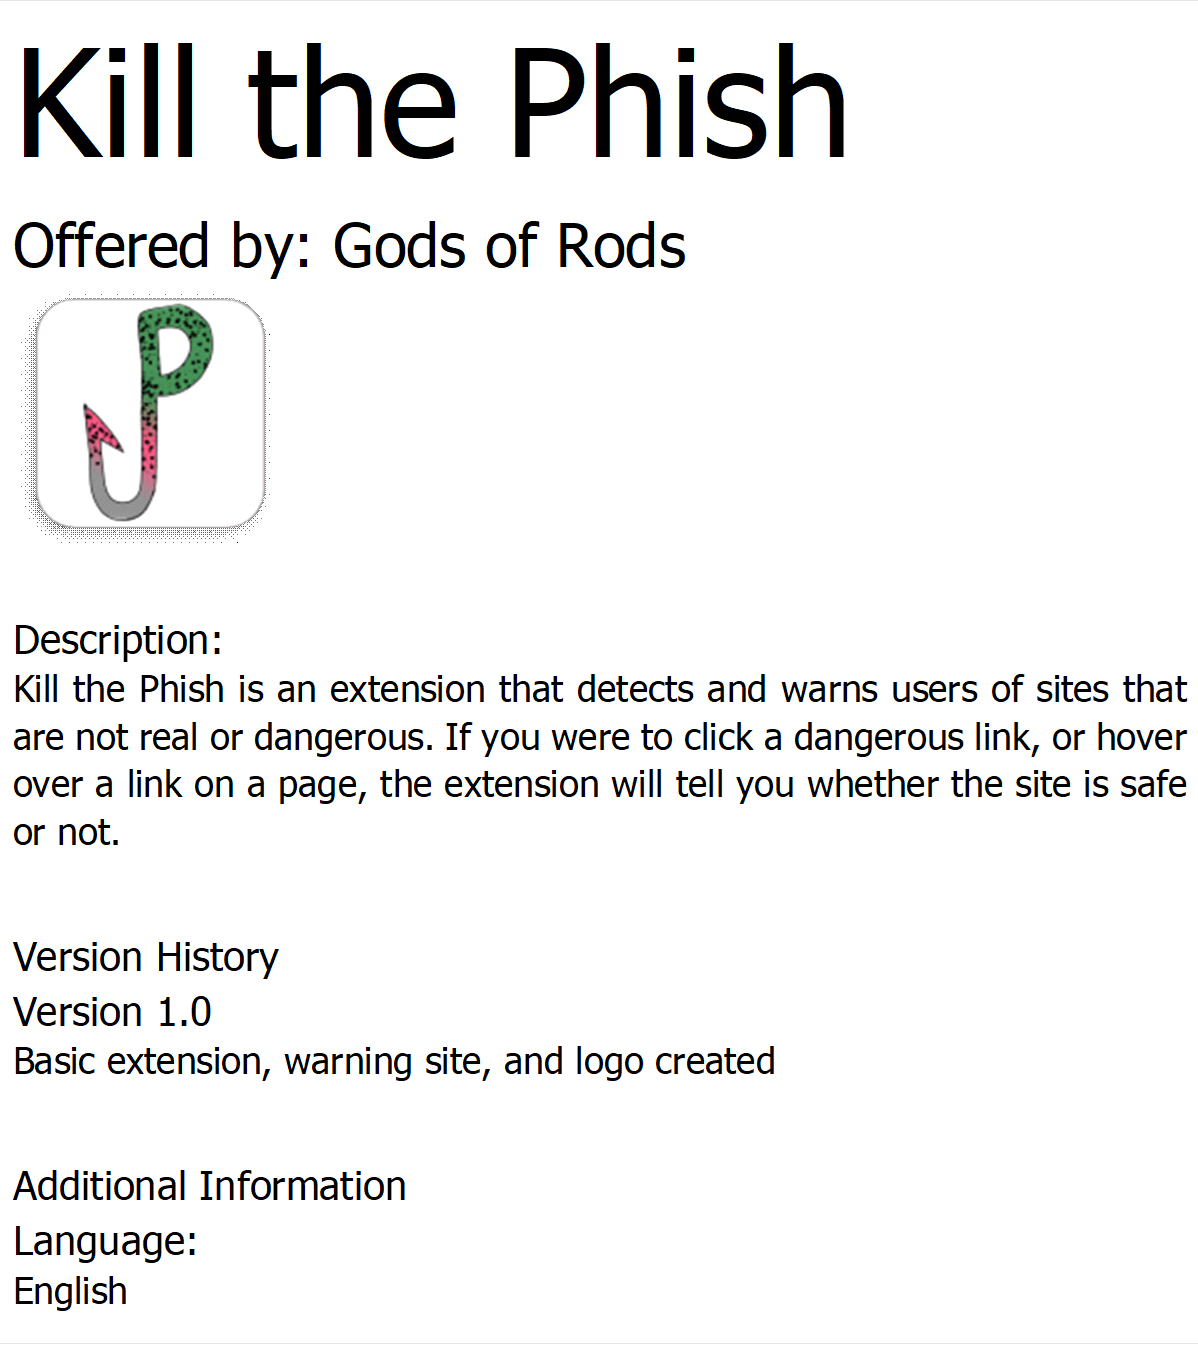 Kill the Phish
Offered by: Gods of Rods
P
Description:
Kill the Phish is an extension that detects and warns users of sites that
are not real or dangerous. If you were to click a dangerous link, or hover
over a link on a page, the extension will tell you whether the site is safe
or not.
Version History
Version 1.0
Basic extension, warning site, and logo created
Additional Information
Language:
English